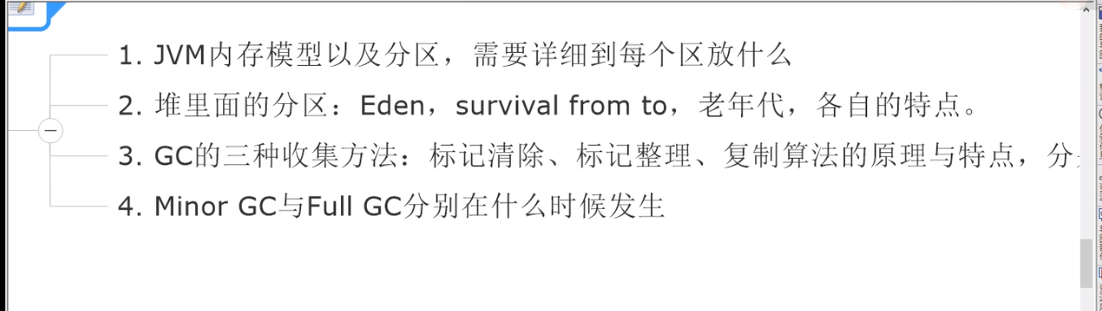 1. JVM内存模型以及分区，需要详细到每个区放什么
2. 堆里面的分区：Eden，survival from to，老年代，各自的特点。
3. GC的三种收集方法：标记清除、标记整理、复制算法的原理与特点，分
4. Minor GC与Full GC分别在什么时候发生